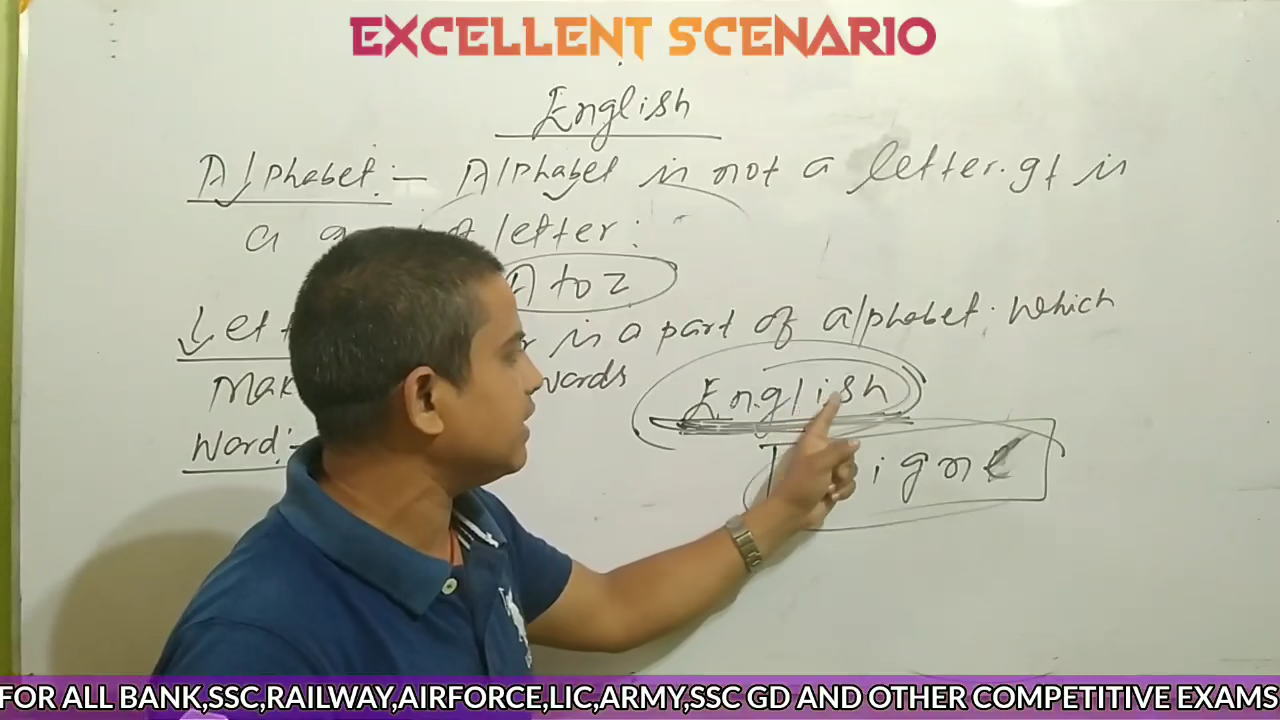 EXCELLENT SCENARIO
English
Alphabet:- Alphabet is not a letter. It is
a letter:
A to Z
is a part of alphabet. Which
words
English
Word:-
FOR ALL BANK,SSC,RAILWAY,AIRFORCE,LIC,ARMY,SSC GD AND OTHER COMPETITIVE EXAMS